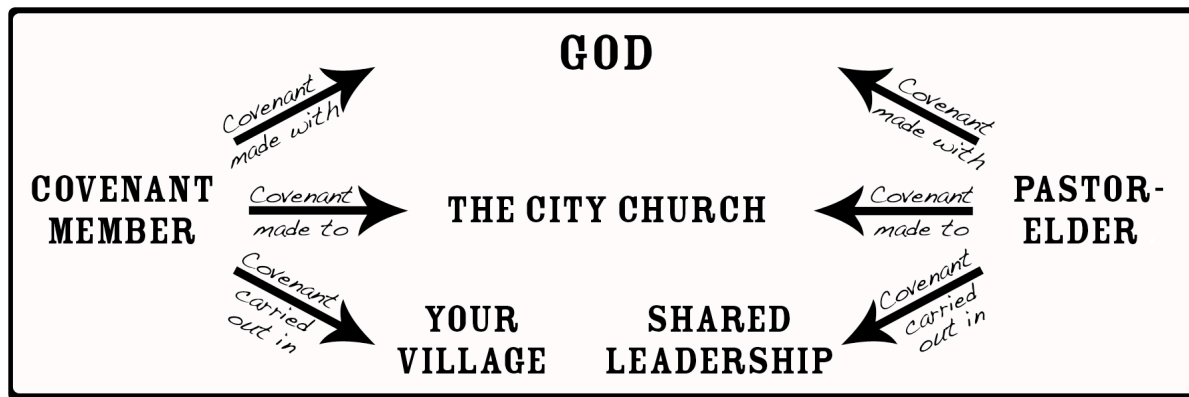 GOD
Covenant
made with
Covenant
made with
COVENANT
MEMBER
Covenant
made to
THE CITY CHURCH
Covenant
made to
PASTOR-
ELDER
Covenant
carried
out in
YOUR
VILLAGE
SHARED
LEADERSHIP
Covenant
carried
out in